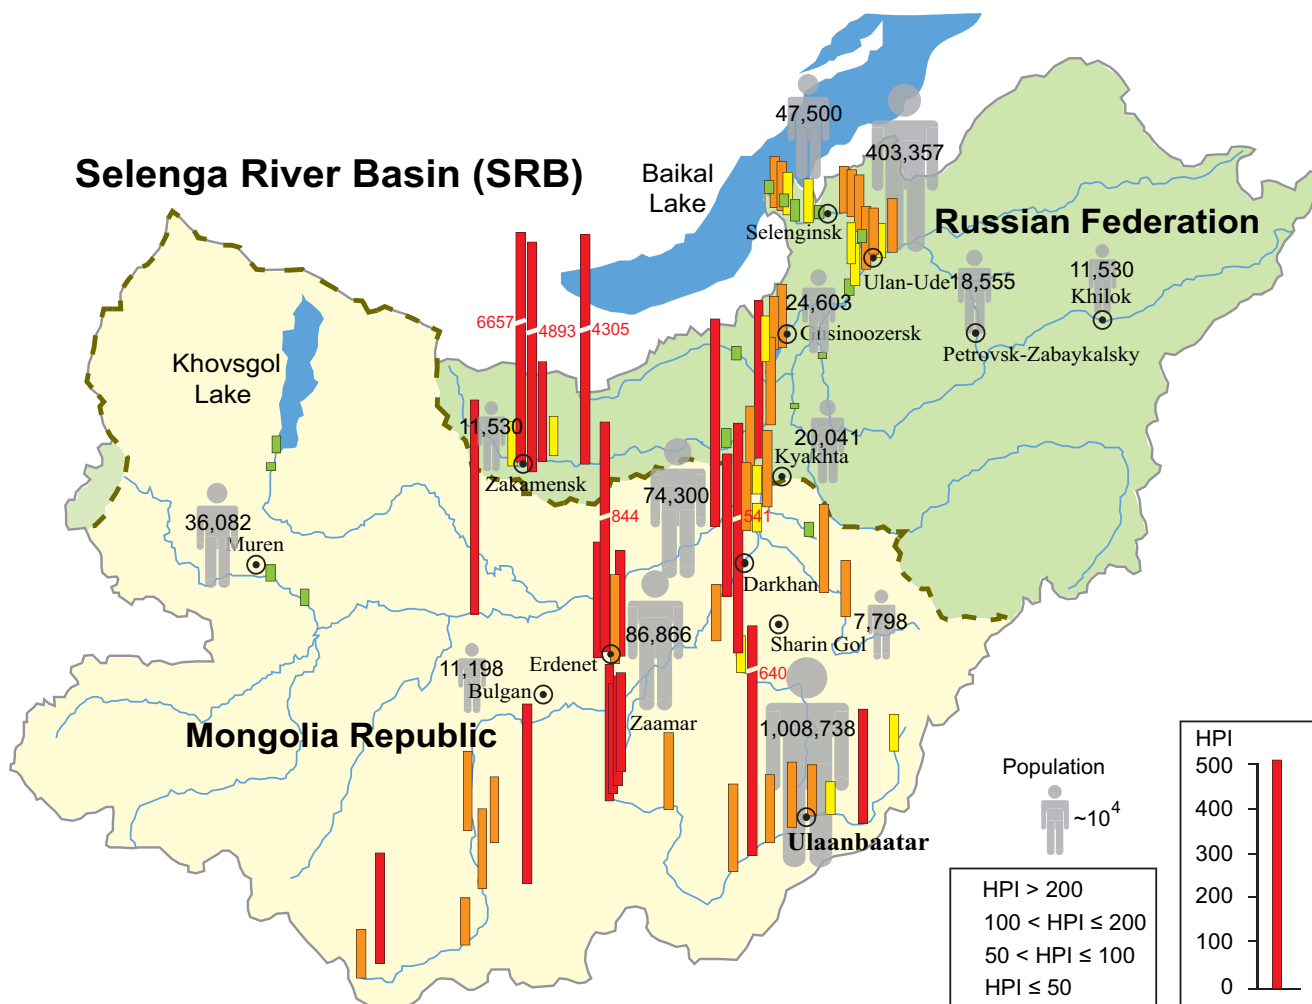 Selenga River Basin (SRB)
Baikal
Lake
47,500
403,357
Selenginsk
Russian Federation
Ulan-Ude
18,555
11,530
Khilok
24,603
Gusinoozersk
Petrovsk-Zabaykalsky
6657
4893
4305
Khovsgol
Lake
11,530
Zakamensk
20,041
Kyakhta
74,300
844
541
36,082
Muren
Darkhan
7,798
Sharin Gol
86,866
Erdenet
11,198
Bulgan
640
Zaamar
Mongolia Republic
1,008,738
Ulaanbaatar
Population
~10^4
HPI > 200
100 < HPI ≤ 200
50 < HPI ≤ 100
HPI ≤ 50
HPI
500
400
300
200
100
0